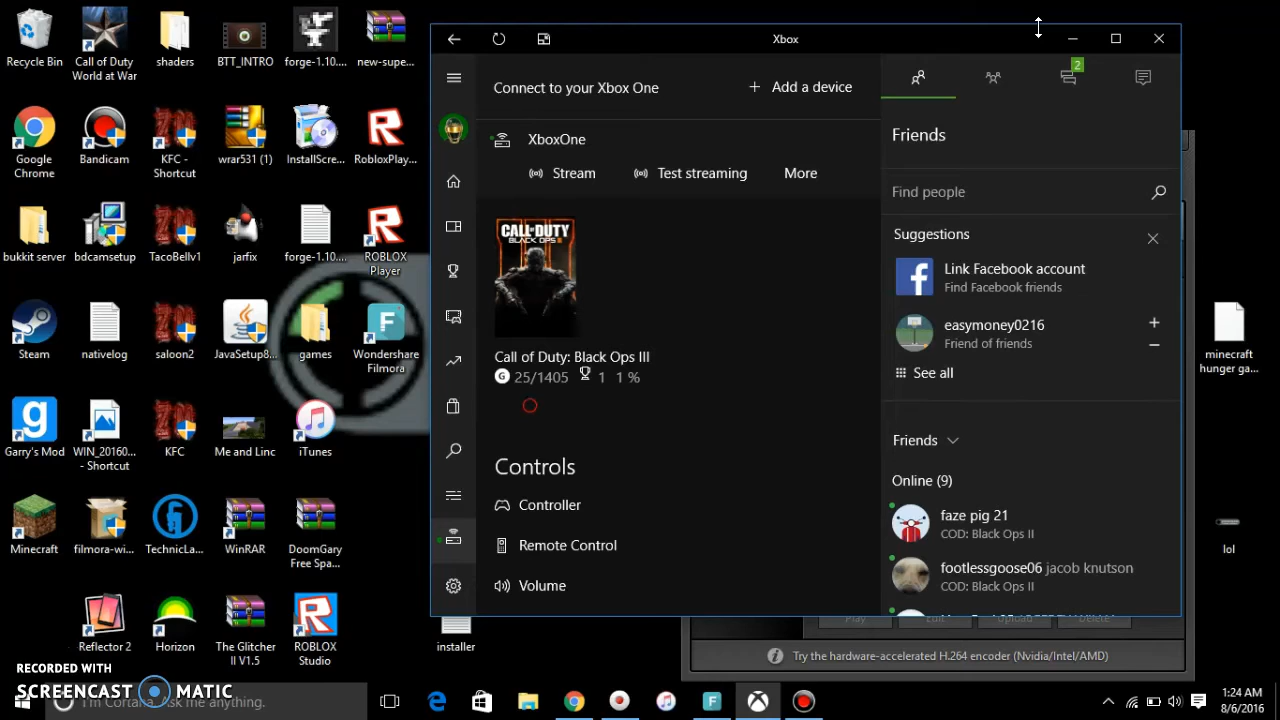 Recycle Bin
Call of Duty
World at War
shaders
BTT_INTRO
forge-1.10....
new-supe...
Google
Chrome
Bandicam
KFC -
Shortcut
wrar531 (1)
InstallScre...
RobloxPlay...
bukkit server
bdcamsetup
TacoBellv1
jarfix
forge-1.10....
ROBLOX
Player
Steam
nativelog
saloon2
JavaSetup8...
games
Wondershare
Filmora
Garry's Mod
WIN_20160...
- Shortcut
KFC
Me and Linc
iTunes
Minecraft
filmora-wi...
TechnicLa...
WinRAR
DoomGary
Free Spa...
Reflector 2
Horizon
The Glitcher
II V1.5
ROBLOX
Studio
installer
Xbox
Connect to your Xbox One
+ Add a device
XboxOne
Stream
Test streaming
More
CALL OF DUTY
BLACK OPS III
Call of Duty: Black Ops III
G 25/1405 1 1 %
Controls
Controller
Remote Control
Volume
2
Friends
Find people
Suggestions
Link Facebook account
Find Facebook friends
easymoney0216
Friend of friends
See all
Friends
Online (9)
faze pig 21
COD: Black Ops II
footlessgoose06 jacob knutson
COD: Black Ops II
Play
Edit
Upload
Delete
Try the hardware-accelerated H.264 encoder (Nvidia/Intel/AMD)
minecraft
hunger ga...
lol
RECORDED WITH
SCREENCAST MATIC
I'm Cortana. Ask me anything.
1:24 AM
8/6/2016